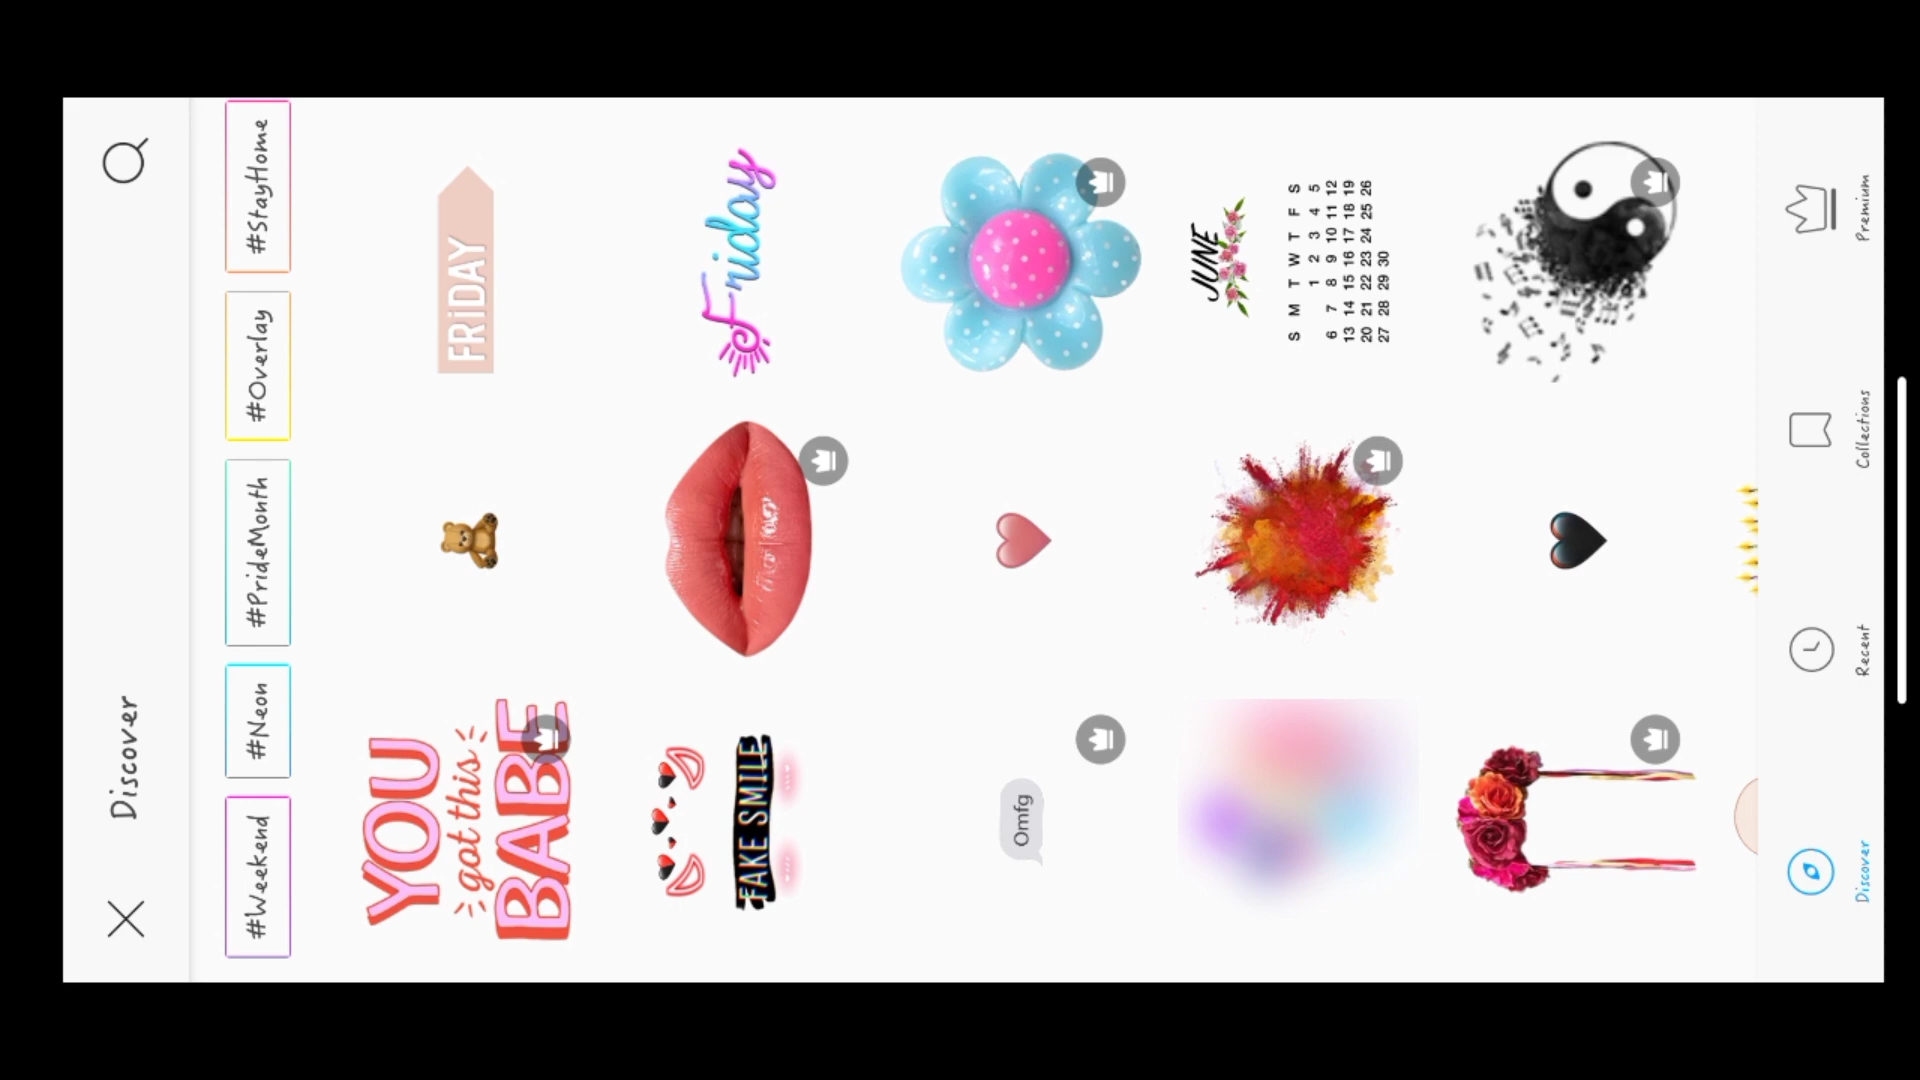 Discover
#Weekend
#Neon
#PrideMonth
#Overlay
#StayHome
YOU
got this
BABE
FRIDAY
FAKE SMILE
Friday
Omfg
JUNE
S M T W T F S
1 2 3 4 5
6 7 8 9 10 11 12
13 14 15 16 17 18 19
20 21 22 23 24 25 26
27 28 29 30
Discover
Recent
Collections
Premium